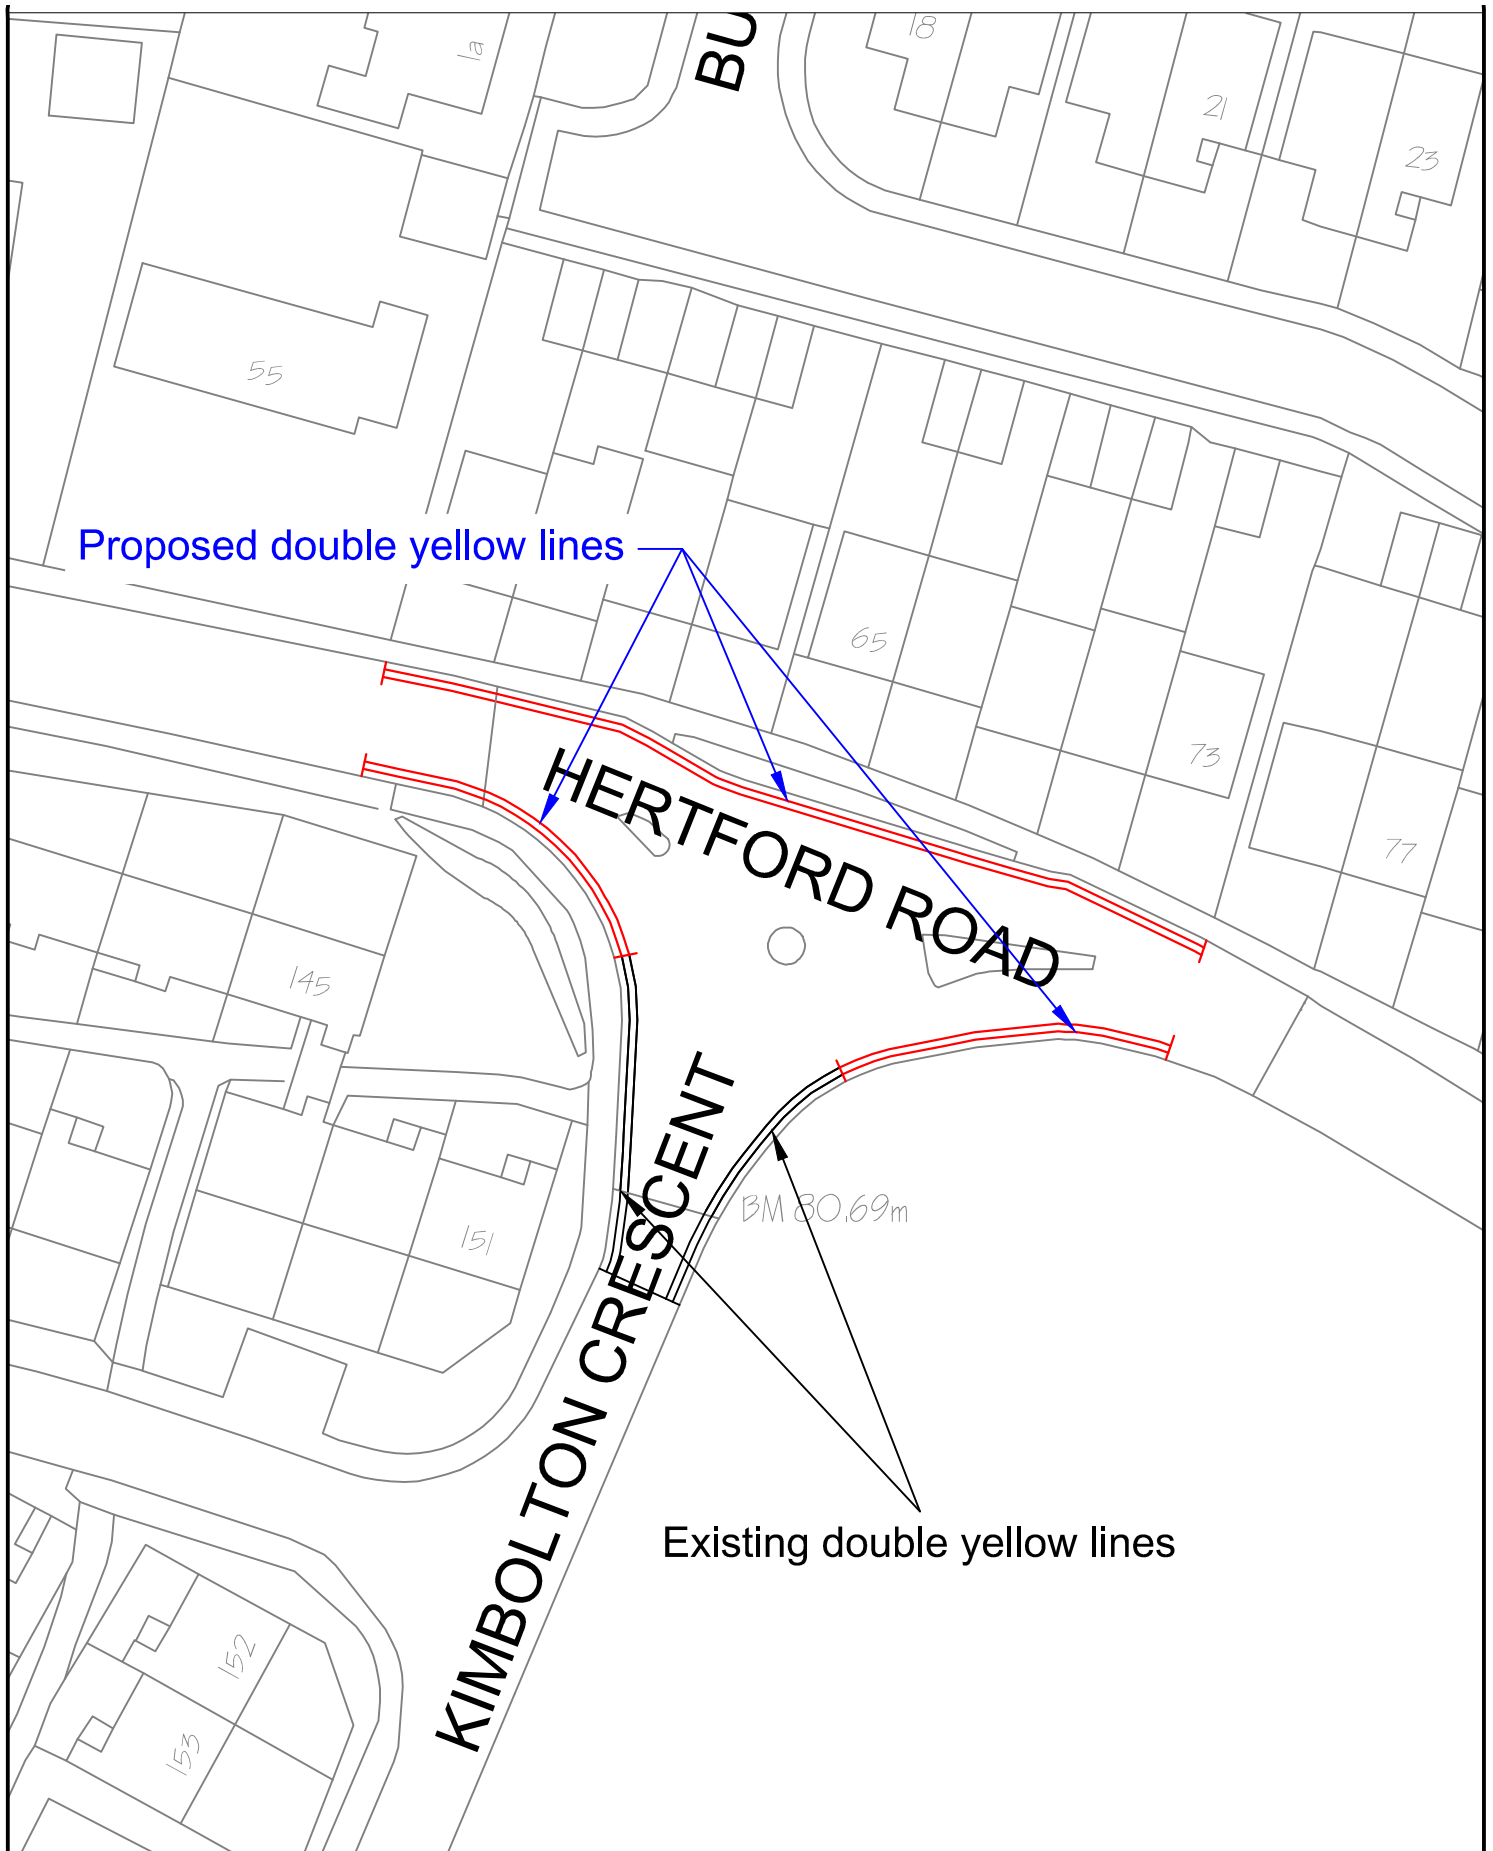 BU
1a
18
21
23
55
Proposed double yellow lines
65
73
77
HERTFORD ROAD
145
KIMBOLTON CRESCENT
BM 80.69m
151
Existing double yellow lines
152
153